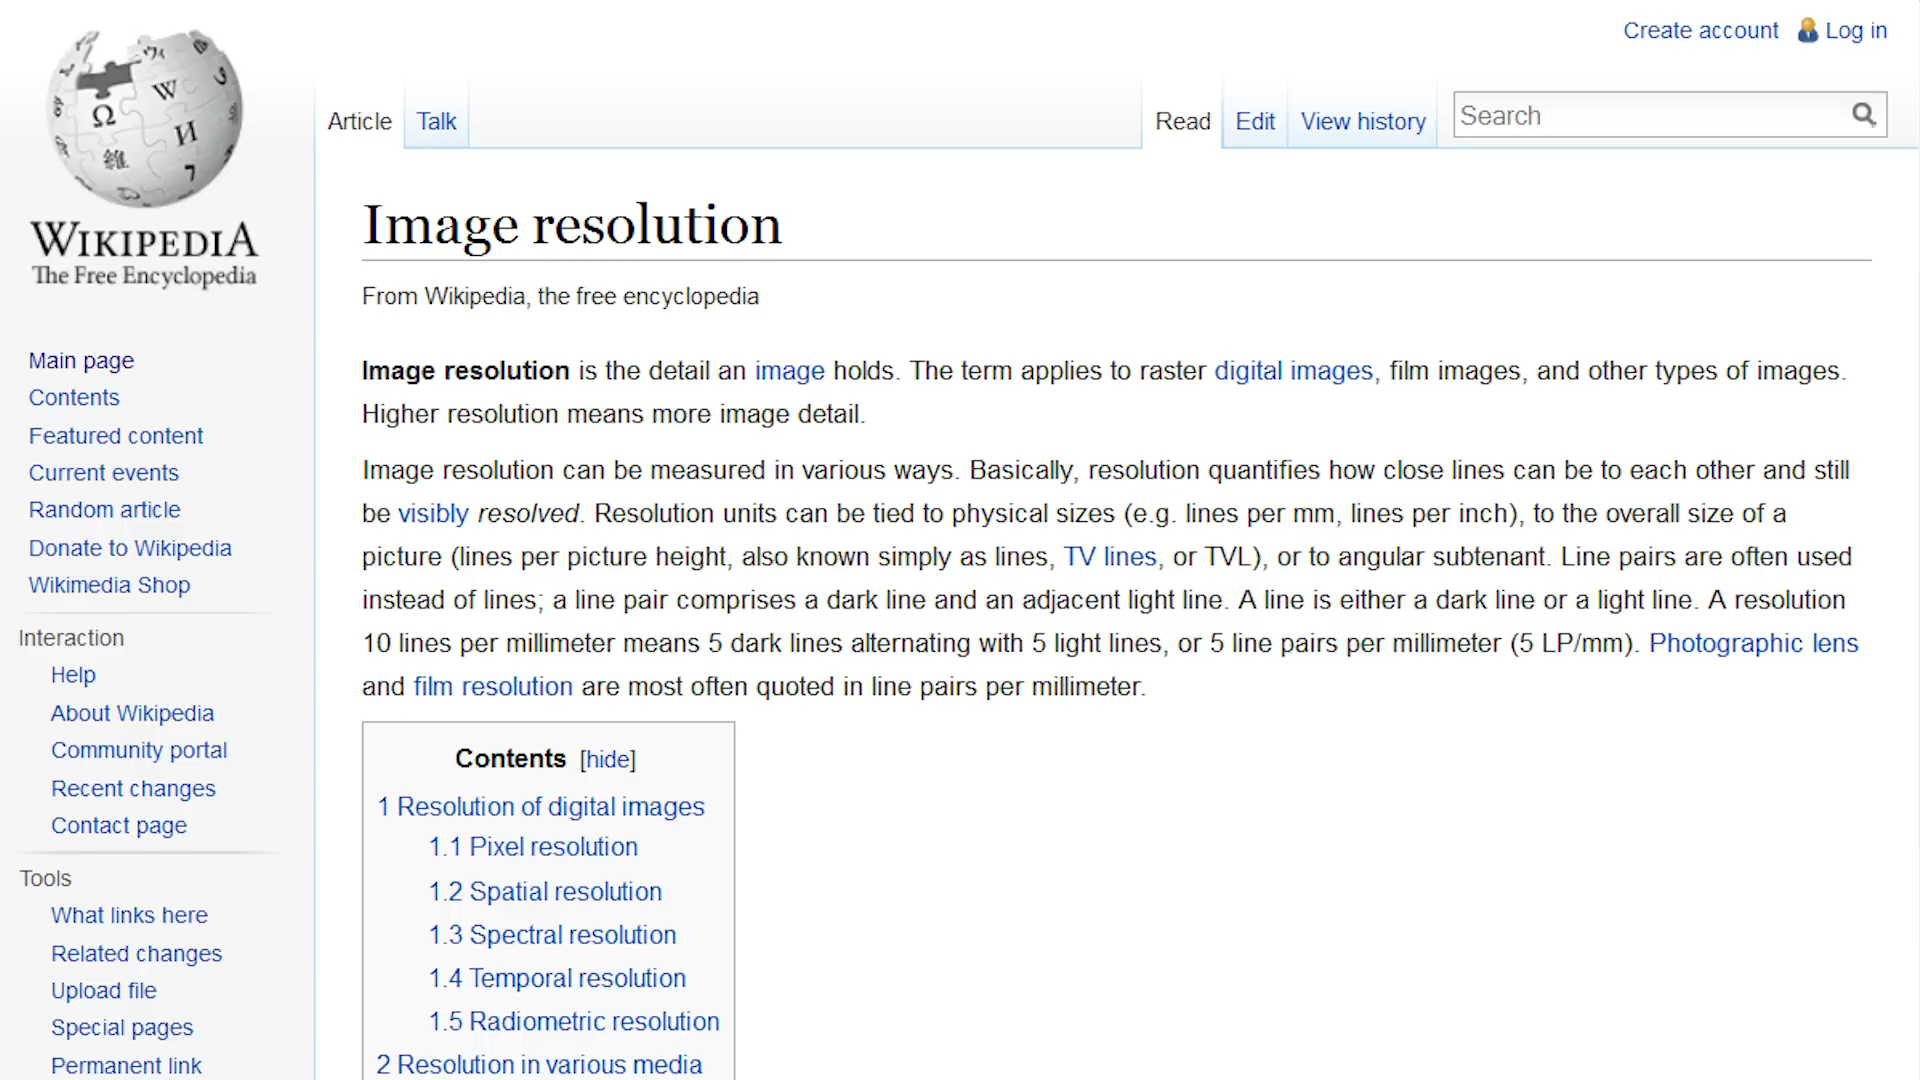 Create account Log in
Article Talk Read Edit View history Search
WIKIPEDIA
The Free Encyclopedia
Main page
Contents
Featured content
Current events
Random article
Donate to Wikipedia
Wikimedia Shop
Interaction
Help
About Wikipedia
Community portal
Recent changes
Contact page
Tools
What links here
Related changes
Upload file
Special pages
Permanent link
Image resolution
From Wikipedia, the free encyclopedia
Image resolution is the detail an image holds. The term applies to raster digital images, film images, and other types of images.
Higher resolution means more image detail.
Image resolution can be measured in various ways. Basically, resolution quantifies how close lines can be to each other and still
be visibly resolved. Resolution units can be tied to physical sizes (e.g. lines per mm, lines per inch), to the overall size of a
picture (lines per picture height, also known simply as lines, TV lines, or TVL), or to angular subtenant. Line pairs are often used
instead of lines; a line pair comprises a dark line and an adjacent light line. A line is either a dark line or a light line. A resolution
10 lines per millimeter means 5 dark lines alternating with 5 light lines, or 5 line pairs per millimeter (5 LP/mm). Photographic lens
and film resolution are most often quoted in line pairs per millimeter.
Contents [hide]
1 Resolution of digital images
1.1 Pixel resolution
1.2 Spatial resolution
1.3 Spectral resolution
1.4 Temporal resolution
1.5 Radiometric resolution
2 Resolution in various media